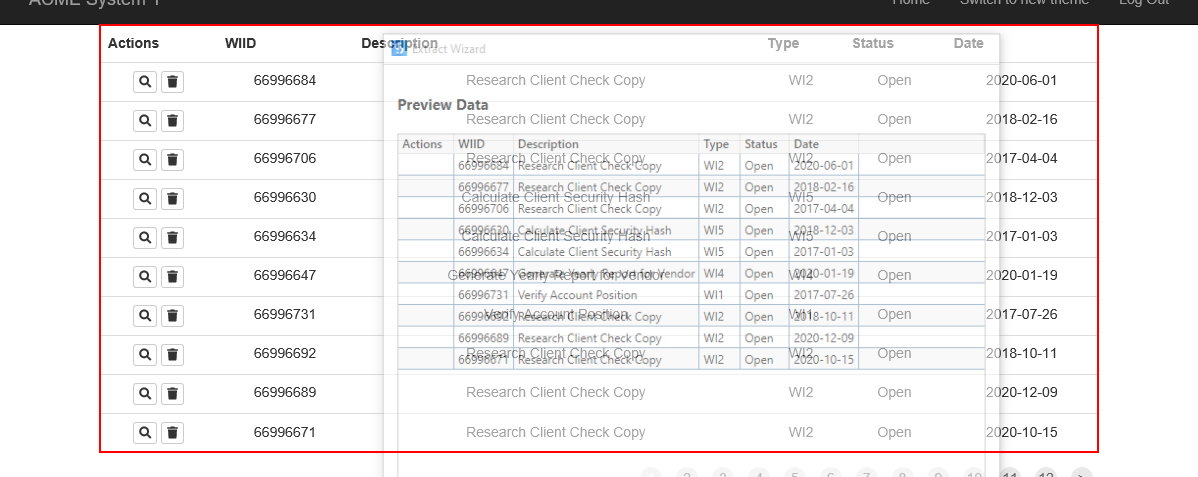 ACME System 1 Home Switch to new theme Log Out
Actions WIID Description Type Status Date
66996684 Research Client Check Copy WI2 Open 2020-06-01
66996677 Research Client Check Copy WI2 Open 2018-02-16
66996706 Research Client Check Copy WI2 Open 2017-04-04
66996630 Calculate Client Security Hash WI5 Open 2018-12-03
66996634 Calculate Client Security Hash WI5 Open 2017-01-03
66996647 Generate Yearly Report for Vendor WI4 Open 2020-01-19
66996731 Verify Account Position WI1 Open 2017-07-26
66996692 Research Client Check Copy WI2 Open 2018-10-11
66996689 Research Client Check Copy WI2 Open 2020-12-09
66996671 Research Client Check Copy WI2 Open 2020-10-15
Extract Wizard
Preview Data
Actions WIID Description Type Status Date
66996684 Research Client Check Copy WI2 Open 2020-06-01
66996677 Research Client Check Copy WI2 Open 2018-02-16
66996706 Research Client Check Copy WI2 Open 2017-04-04
66996630 Calculate Client Security Hash WI5 Open 2018-12-03
66996634 Calculate Client Security Hash WI5 Open 2017-01-03
66996647 Generate Yearly Report for Vendor WI4 Open 2020-01-19
66996731 Verify Account Position WI1 Open 2017-07-26
66996692 Research Client Check Copy WI2 Open 2018-10-11
66996689 Research Client Check Copy WI2 Open 2020-12-09
66996671 Research Client Check Copy WI2 Open 2020-10-15
2 3 4 5 6 7 8 9 10 11 12 >